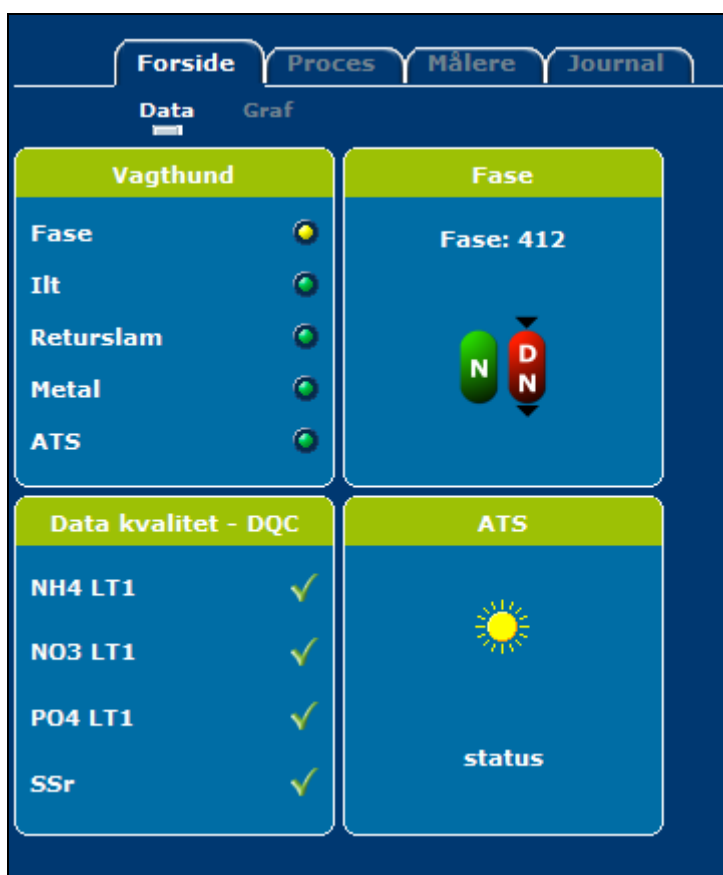 Forside Proces Målere Journal
Data Graf
Vagthund
Fase
Ilt
Returslam
Metal
ATS
Fase
Fase: 412
N
D
N
Data kvalitet - DQC
NH4 LT1
NO3 LT1
PO4 LT1
SSr
ATS
status